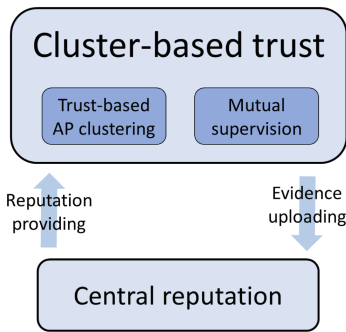 Cluster-based trust
Trust-based
AP clustering
Mutual
supervision
Reputation
providing
Evidence
uploading
Central reputation